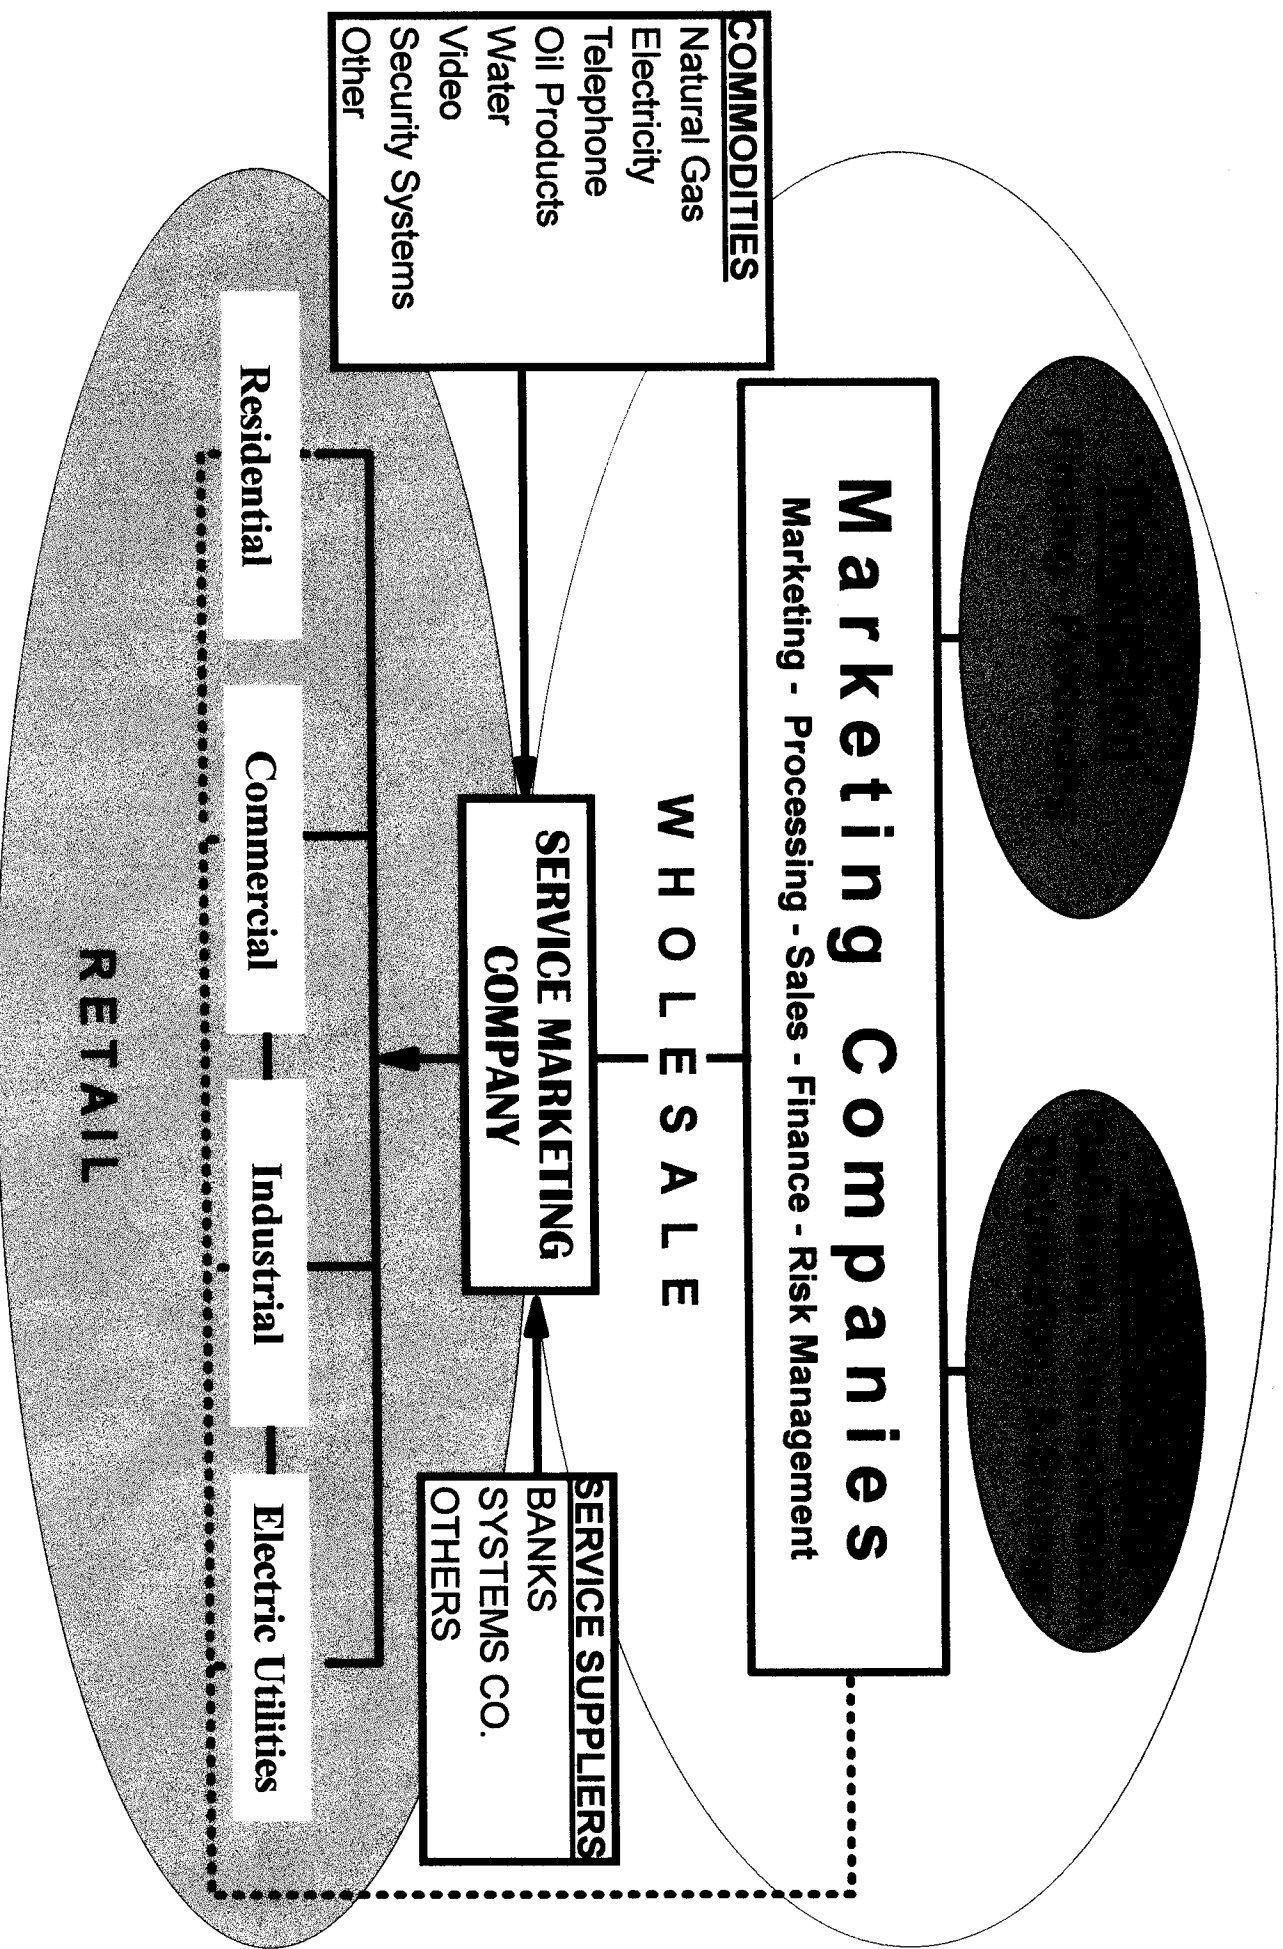 Marketing Companies
Marketing - Processing - Sales - Finance - Risk Management
WHOLESALE
COMMODITIES
Natural Gas
Electricity
Telephone
Oil Products
Water
Video
Security Systems
Other
SERVICE MARKETING
COMPANY
SERVICE SUPPLIERS
BANKS
SYSTEMS CO.
OTHERS
Residential
Commercial
Industrial
Electric Utilities
RETAIL